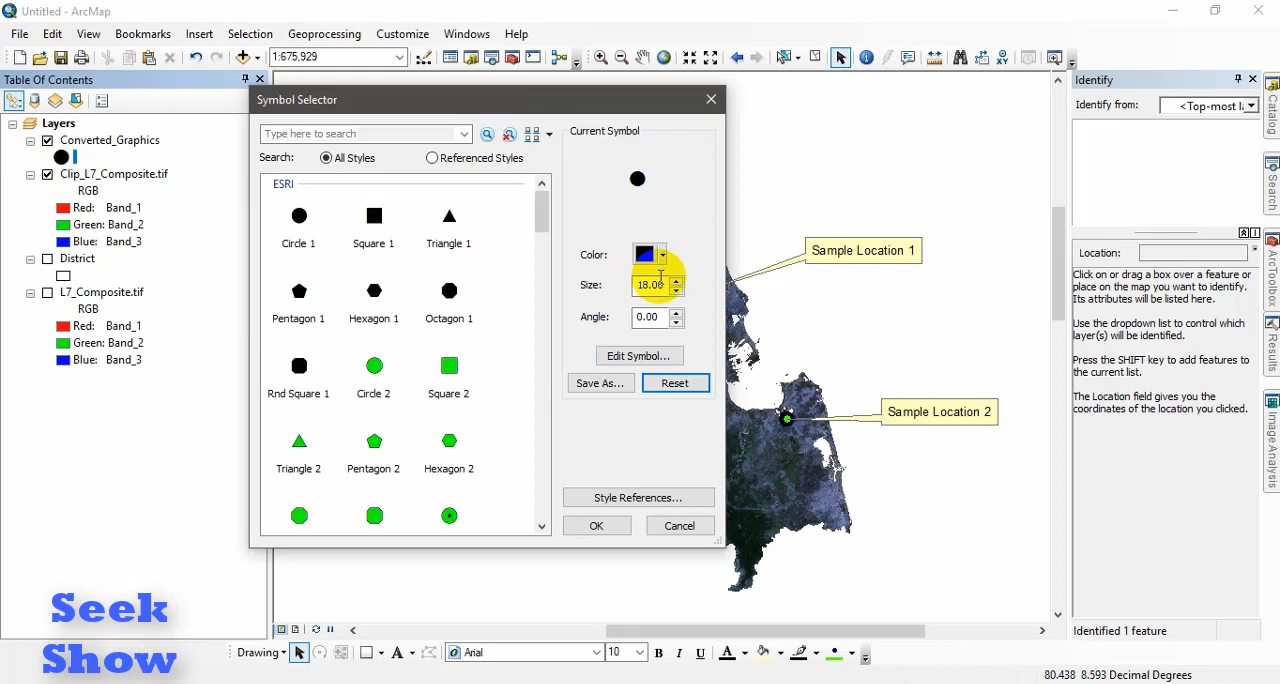 Untitled - ArcMap
File Edit View Bookmarks Insert Selection Geoprocessing Customize Windows Help
1:675,929
Table Of Contents
Layers
Converted_Graphics
Clip_L7_Composite.tif
RGB
Red: Band_1
Green: Band_2
Blue: Band_3
District
L7_Composite.tif
RGB
Red: Band_1
Green: Band_2
Blue: Band_3
Seek
Show
Symbol Selector
Type here to search
Search: All Styles Referenced Styles
ESRI
Circle 1 Square 1 Triangle 1
Pentagon 1 Hexagon 1 Octagon 1
Rnd Square 1 Circle 2 Square 2
Triangle 2 Pentagon 2 Hexagon 2
Current Symbol
Color:
Size: 18.00
Angle: 0.00
Edit Symbol...
Save As... Reset
Style References...
OK Cancel
Sample Location 1
Sample Location 2
Identify
Identify from: <Top-most l
Location:
Click on or drag a box over a feature or
place on the map you want to identify.
Its attributes will be listed here.
Use the dropdown list to control which
layer(s) will be identified.
Press the SHIFT key to add features to
the current list.
The Location field gives you the
coordinates of the location you clicked.
Identified 1 feature
Catalog
Search
ArcToolbox
Results
Image Analysis
Drawing A Arial 10 B I U A
80.438 8.593 Decimal Degrees